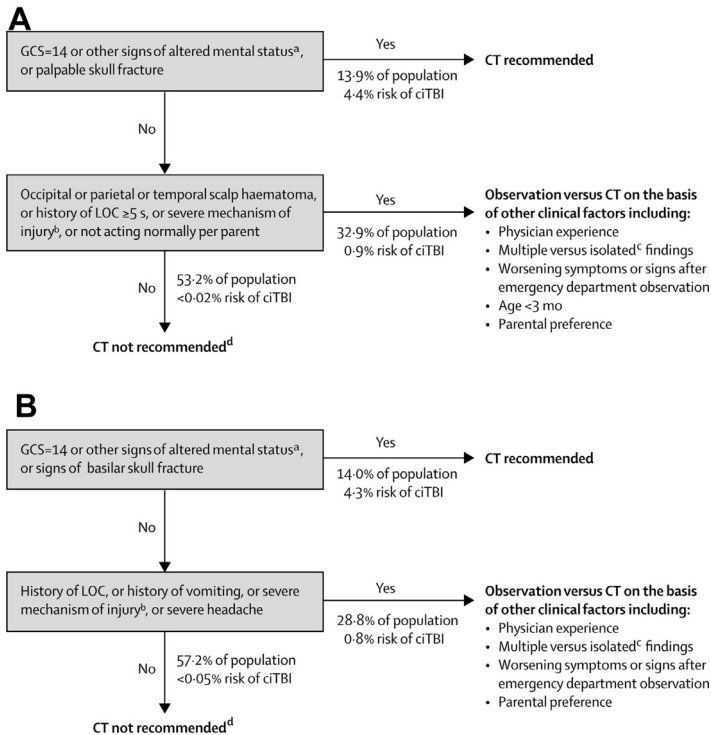 A
GCS=14 or other signs of altered mental statusᵃ,
or palpable skull fracture
Yes
13·9% of population
4·4% risk of ciTBI
CT recommended
No
Occipital or parietal or temporal scalp haematoma,
or history of LOC ≥5 s, or severe mechanism of
injuryᵇ, or not acting normally per parent
Yes
32·9% of population
0·9% risk of ciTBI
Observation versus CT on the basis
of other clinical factors including:
• Physician experience
• Multiple versus isolatedᶜ findings
• Worsening symptoms or signs after
emergency department observation
• Age <3 mo
• Parental preference
No
53·2% of population
<0·02% risk of ciTBI
CT not recommendedᵈ
B
GCS=14 or other signs of altered mental statusᵃ,
or signs of basilar skull fracture
Yes
14·0% of population
4·3% risk of ciTBI
CT recommended
No
History of LOC, or history of vomiting, or severe
mechanism of injuryᵇ, or severe headache
Yes
28·8% of population
0·8% risk of ciTBI
Observation versus CT on the basis
of other clinical factors including:
• Physician experience
• Multiple versus isolatedᶜ findings
• Worsening symptoms or signs after
emergency department observation
• Parental preference
No
57·2% of population
<0·05% risk of ciTBI
CT not recommendedᵈ